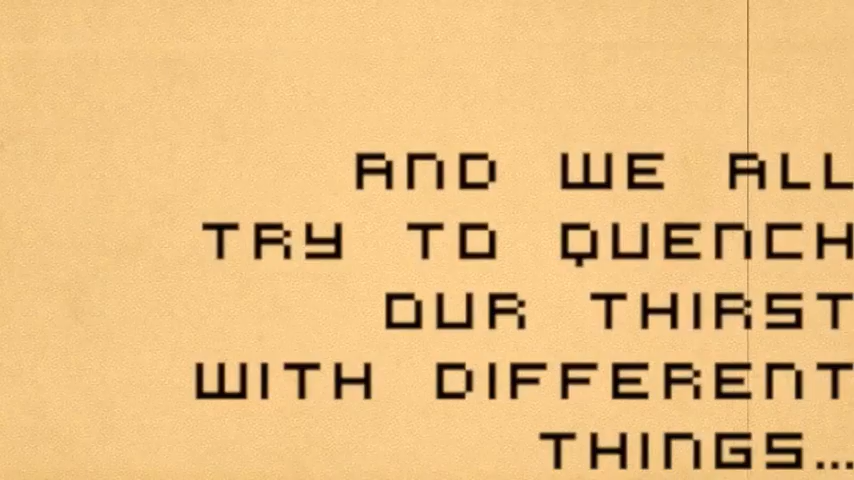 AND WE ALL
TRY TO QUENCH
OUR THIRST
WITH DIFFERENT
THINGS...